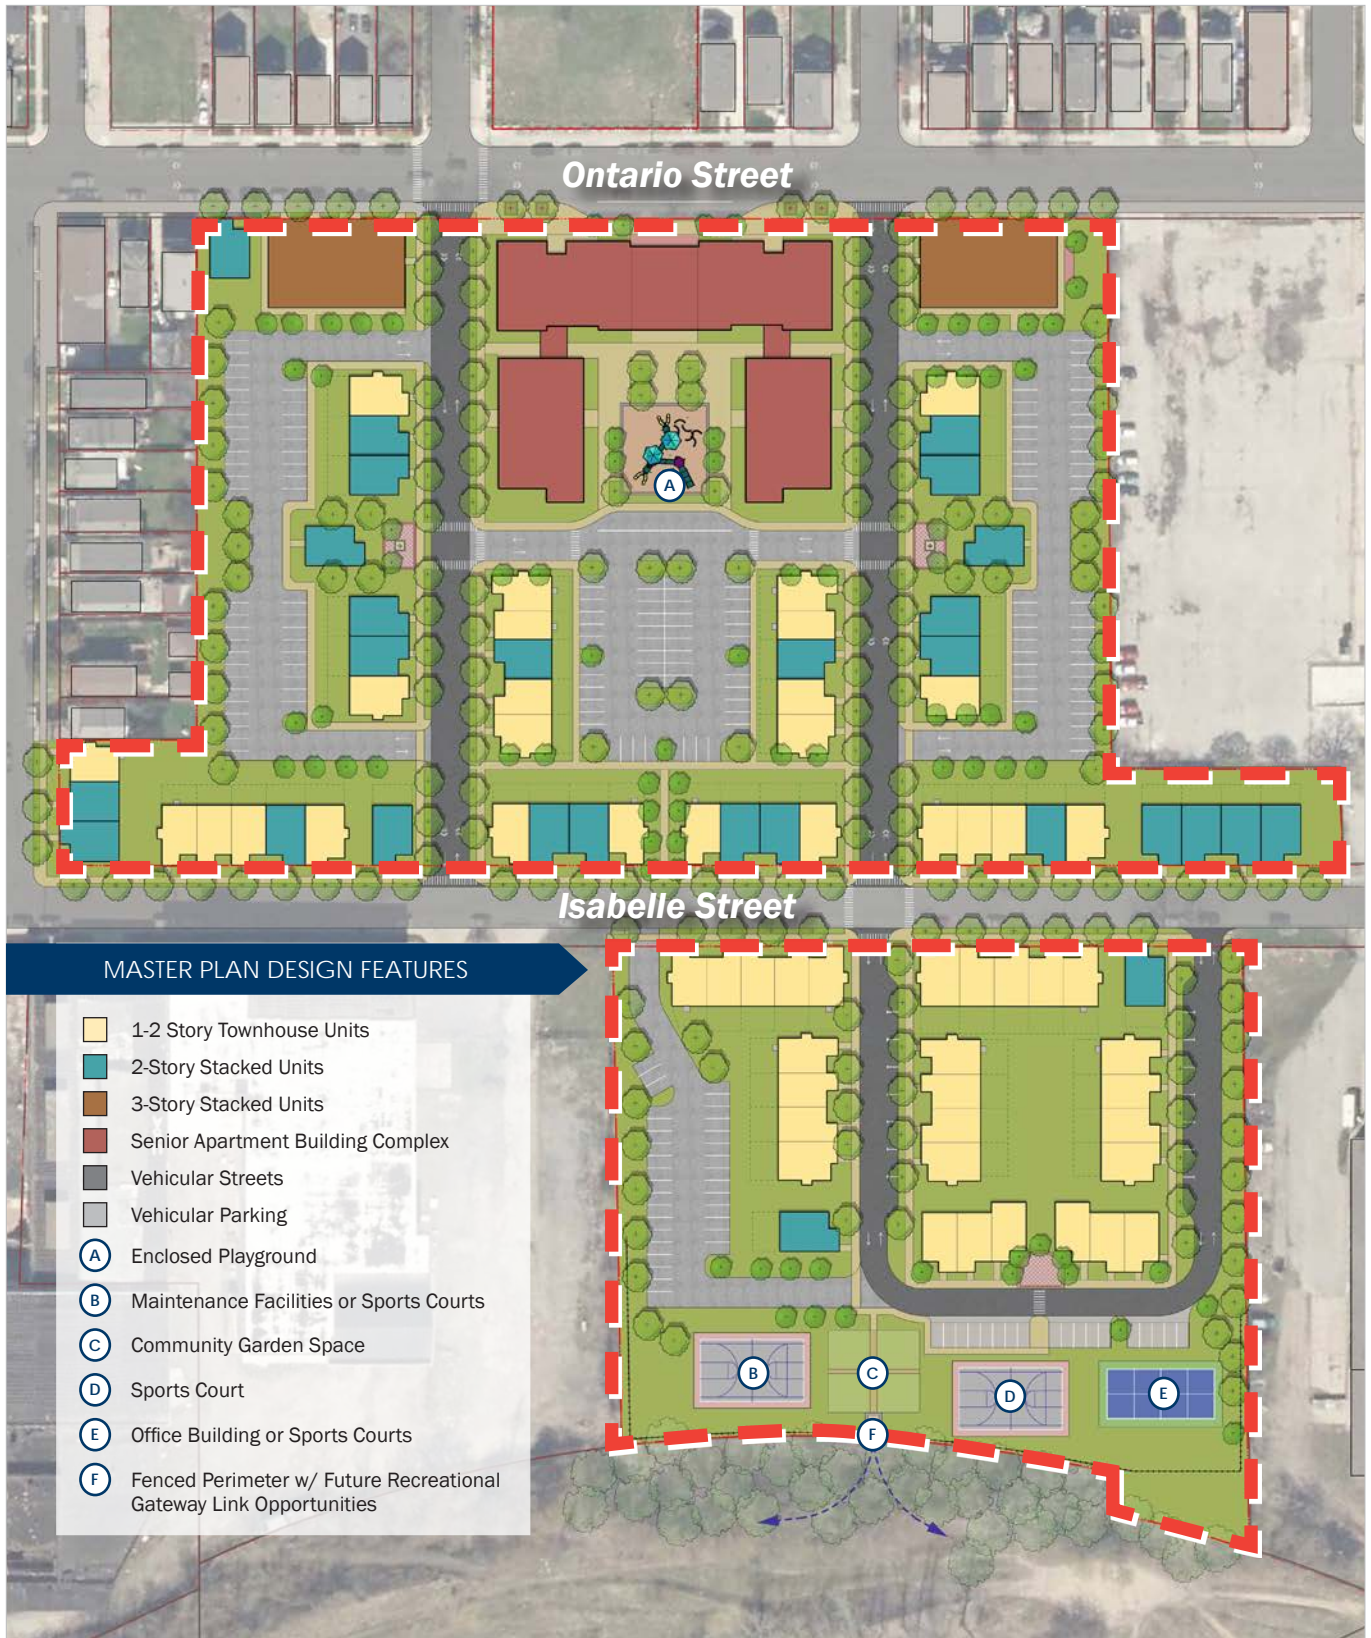 Ontario Street
A
Isabelle Street
MASTER PLAN DESIGN FEATURES
1-2 Story Townhouse Units
2-Story Stacked Units
3-Story Stacked Units
Senior Apartment Building Complex
Vehicular Streets
Vehicular Parking
A Enclosed Playground
B Maintenance Facilities or Sports Courts
C Community Garden Space
D Sports Court
E Office Building or Sports Courts
F Fenced Perimeter w/ Future Recreational
Gateway Link Opportunities
B
C
D
E
F